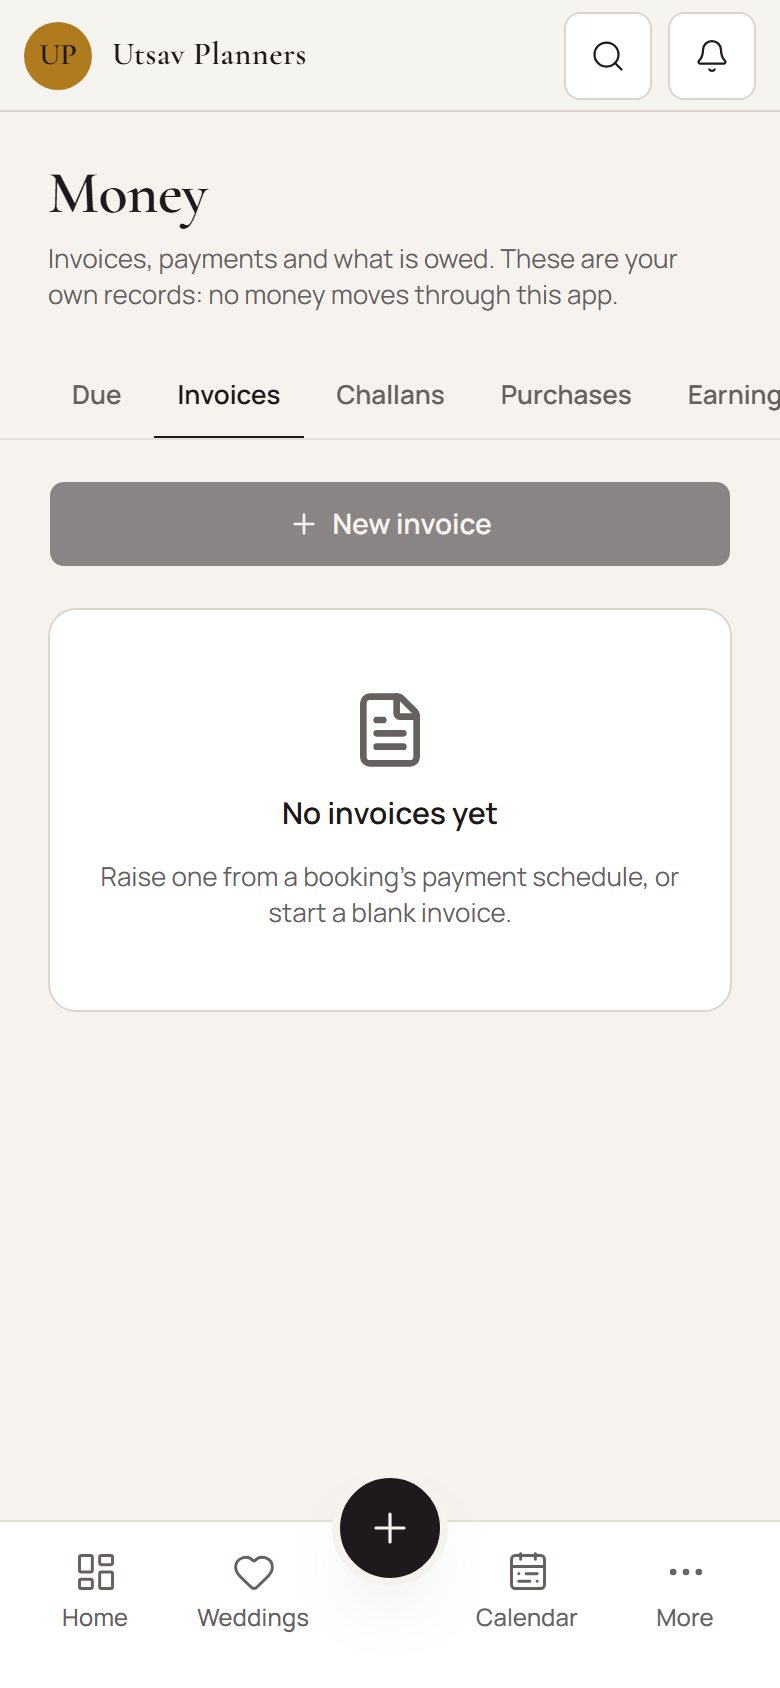 UP Utsav Planners
Money
Invoices, payments and what is owed. These are your
own records: no money moves through this app.
Due Invoices Challans Purchases Earning
New invoice
No invoices yet
Raise one from a booking's payment schedule, or
start a blank invoice.
Home Weddings Calendar More